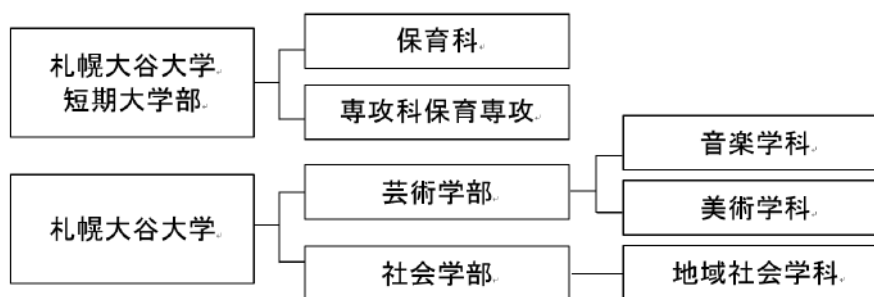 札幌大谷大学
短期大学部
保育科
専攻科保育専攻
札幌大谷大学
芸術学部
音楽学科
美術学科
社会学部
地域社会学科